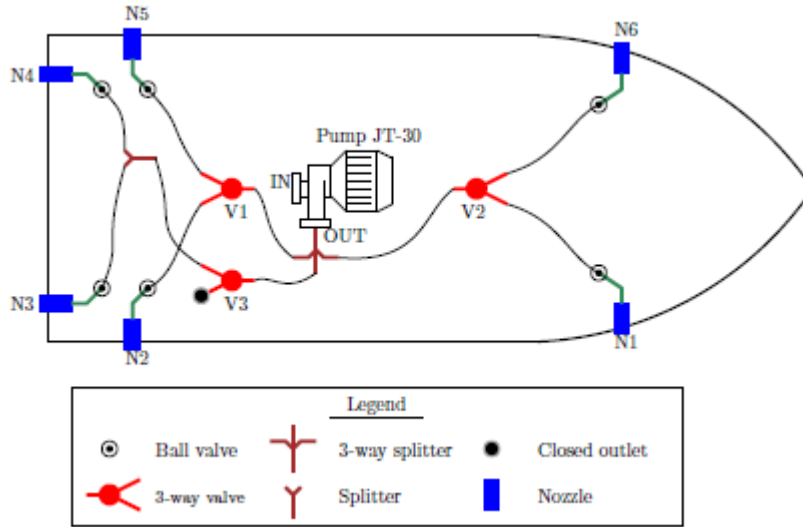 N5
N6
N4
Pump JT-30
IN
V1
V2
OUT
N3
V3
N2
N1
Legend
Ball valve
3-way splitter
Closed outlet
3-way valve
Splitter
Nozzle